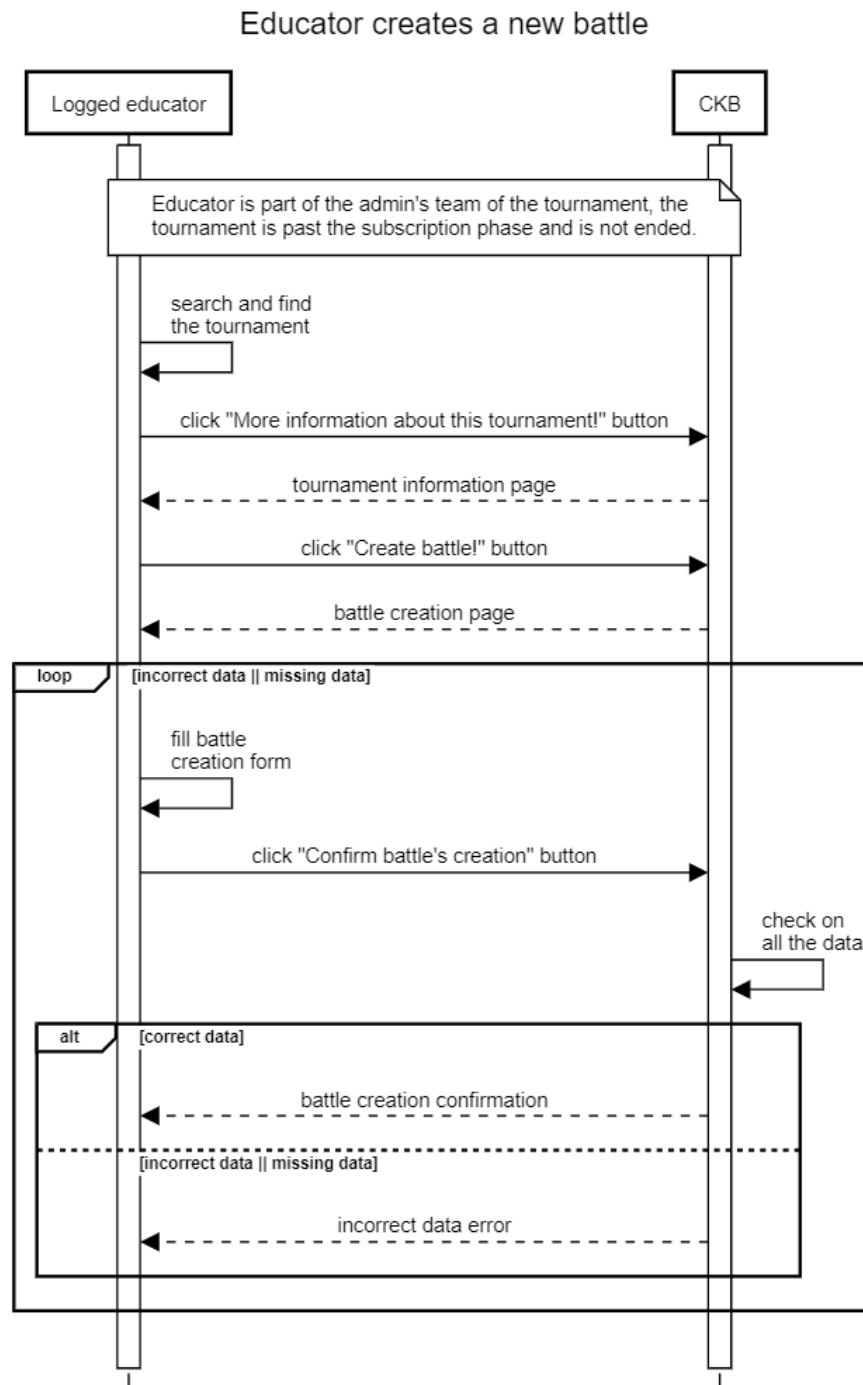 Educator creates a new battle
Logged educator
CKB
Educator is part of the admin's team of the tournament, the
tournament is past the subscription phase and is not ended.
search and find
the tournament
click "More information about this tournament!" button
tournament information page
click "Create battle!" button
battle creation page
loop
[incorrect data || missing data]
fill battle
creation form
click "Confirm battle's creation" button
check on
all the data
alt
[correct data]
battle creation confirmation
[incorrect data || missing data]
incorrect data error